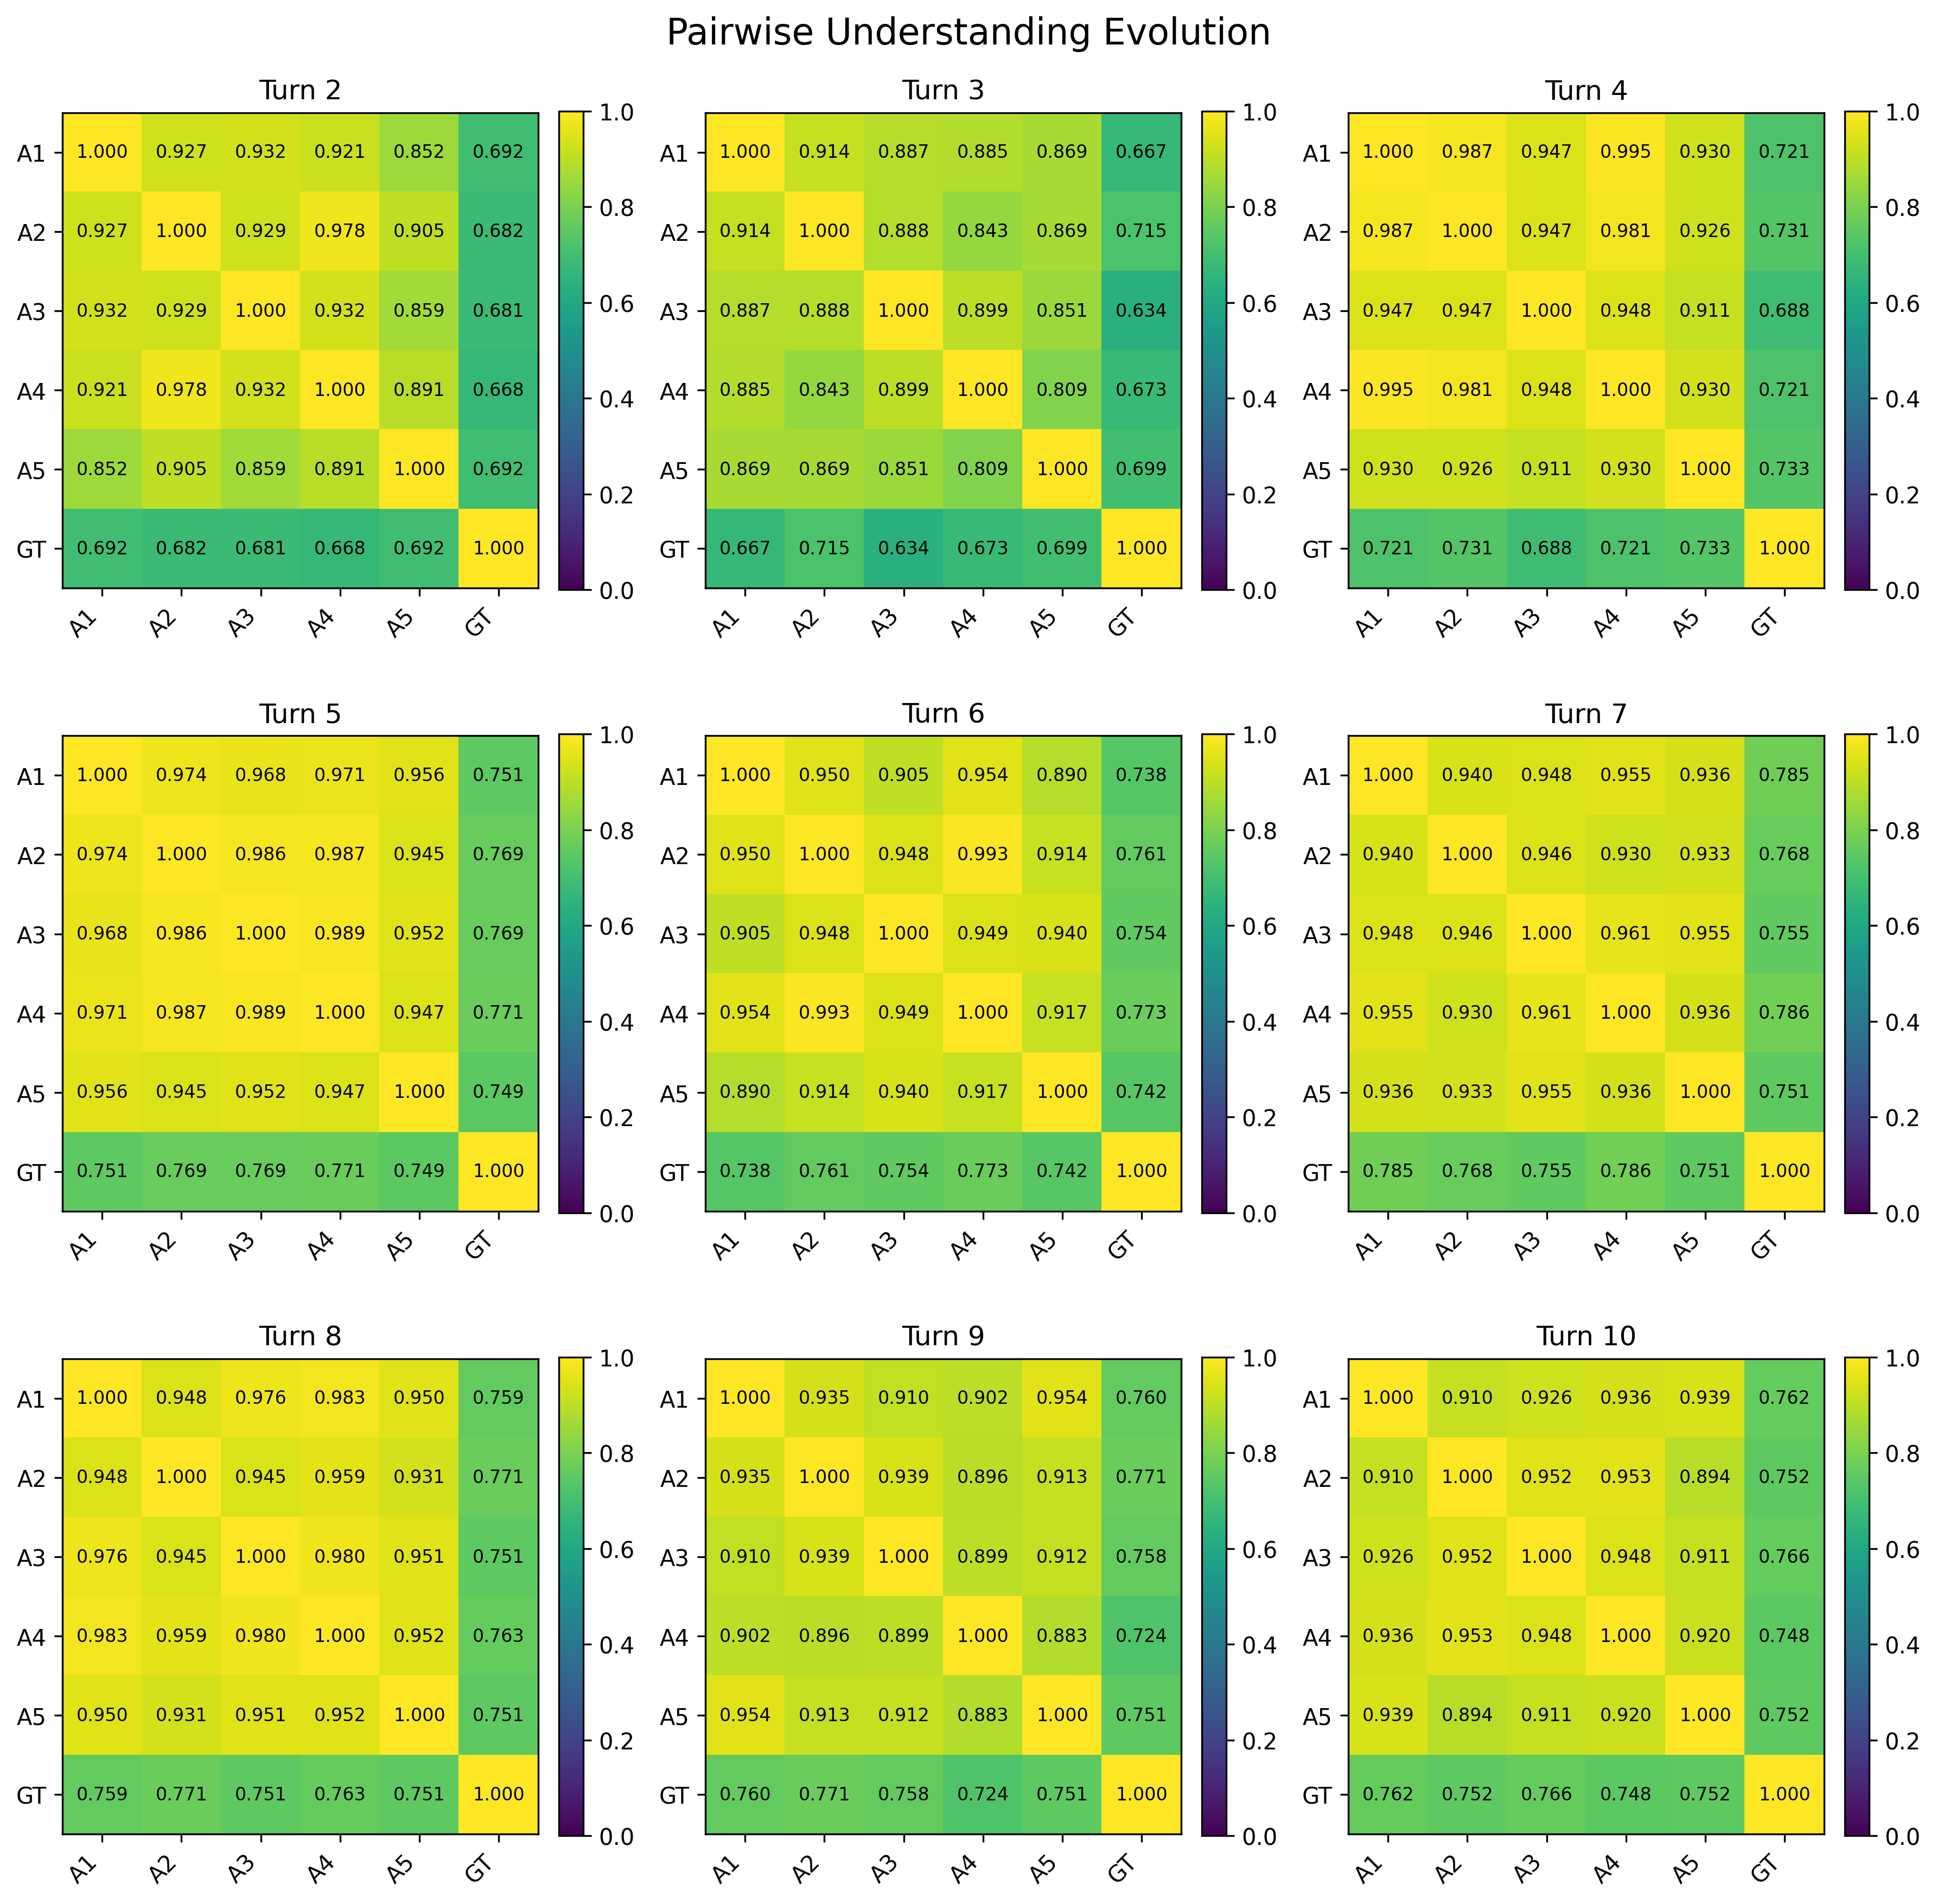 Pairwise Understanding Evolution
Turn 2
A1 1.000 0.927 0.932 0.921 0.852 0.692
A2 0.927 1.000 0.929 0.978 0.905 0.682
A3 0.932 0.929 1.000 0.932 0.859 0.681
A4 0.921 0.978 0.932 1.000 0.891 0.668
A5 0.852 0.905 0.859 0.891 1.000 0.692
GT 0.692 0.682 0.681 0.668 0.692 1.000
A1 A2 A3 A4 A5 GT
1.0
0.8
0.6
0.4
0.2
0.0
Turn 3
A1 1.000 0.914 0.887 0.885 0.869 0.667
A2 0.914 1.000 0.888 0.843 0.869 0.715
A3 0.887 0.888 1.000 0.899 0.851 0.634
A4 0.885 0.843 0.899 1.000 0.809 0.673
A5 0.869 0.869 0.851 0.809 1.000 0.699
GT 0.667 0.715 0.634 0.673 0.699 1.000
A1 A2 A3 A4 A5 GT
1.0
0.8
0.6
0.4
0.2
0.0
Turn 4
A1 1.000 0.987 0.947 0.995 0.930 0.721
A2 0.987 1.000 0.947 0.981 0.926 0.731
A3 0.947 0.947 1.000 0.948 0.911 0.688
A4 0.995 0.981 0.948 1.000 0.930 0.721
A5 0.930 0.926 0.911 0.930 1.000 0.733
GT 0.721 0.731 0.688 0.721 0.733 1.000
A1 A2 A3 A4 A5 GT
1.0
0.8
0.6
0.4
0.2
0.0
Turn 5
A1 1.000 0.974 0.968 0.971 0.956 0.751
A2 0.974 1.000 0.986 0.987 0.945 0.769
A3 0.968 0.986 1.000 0.989 0.952 0.769
A4 0.971 0.987 0.989 1.000 0.947 0.771
A5 0.956 0.945 0.952 0.947 1.000 0.749
GT 0.751 0.769 0.769 0.771 0.749 1.000
A1 A2 A3 A4 A5 GT
1.0
0.8
0.6
0.4
0.2
0.0
Turn 6
A1 1.000 0.950 0.905 0.954 0.890 0.738
A2 0.950 1.000 0.948 0.993 0.914 0.761
A3 0.905 0.948 1.000 0.949 0.940 0.754
A4 0.954 0.993 0.949 1.000 0.917 0.773
A5 0.890 0.914 0.940 0.917 1.000 0.742
GT 0.738 0.761 0.754 0.773 0.742 1.000
A1 A2 A3 A4 A5 GT
1.0
0.8
0.6
0.4
0.2
0.0
Turn 7
A1 1.000 0.940 0.948 0.955 0.936 0.785
A2 0.940 1.000 0.946 0.930 0.933 0.768
A3 0.948 0.946 1.000 0.961 0.955 0.755
A4 0.955 0.930 0.961 1.000 0.936 0.786
A5 0.936 0.933 0.955 0.936 1.000 0.751
GT 0.785 0.768 0.755 0.786 0.751 1.000
A1 A2 A3 A4 A5 GT
1.0
0.8
0.6
0.4
0.2
0.0
Turn 8
A1 1.000 0.948 0.976 0.983 0.950 0.759
A2 0.948 1.000 0.945 0.959 0.931 0.771
A3 0.976 0.945 1.000 0.980 0.951 0.751
A4 0.983 0.959 0.980 1.000 0.952 0.763
A5 0.950 0.931 0.951 0.952 1.000 0.751
GT 0.759 0.771 0.751 0.763 0.751 1.000
A1 A2 A3 A4 A5 GT
1.0
0.8
0.6
0.4
0.2
0.0
Turn 9
A1 1.000 0.935 0.910 0.902 0.954 0.760
A2 0.935 1.000 0.939 0.896 0.913 0.771
A3 0.910 0.939 1.000 0.899 0.912 0.758
A4 0.902 0.896 0.899 1.000 0.883 0.724
A5 0.954 0.913 0.912 0.883 1.000 0.751
GT 0.760 0.771 0.758 0.724 0.751 1.000
A1 A2 A3 A4 A5 GT
1.0
0.8
0.6
0.4
0.2
0.0
Turn 10
A1 1.000 0.910 0.926 0.936 0.939 0.762
A2 0.910 1.000 0.952 0.953 0.894 0.752
A3 0.926 0.952 1.000 0.948 0.911 0.766
A4 0.936 0.953 0.948 1.000 0.920 0.748
A5 0.939 0.894 0.911 0.920 1.000 0.752
GT 0.762 0.752 0.766 0.748 0.752 1.000
A1 A2 A3 A4 A5 GT
1.0
0.8
0.6
0.4
0.2
0.0